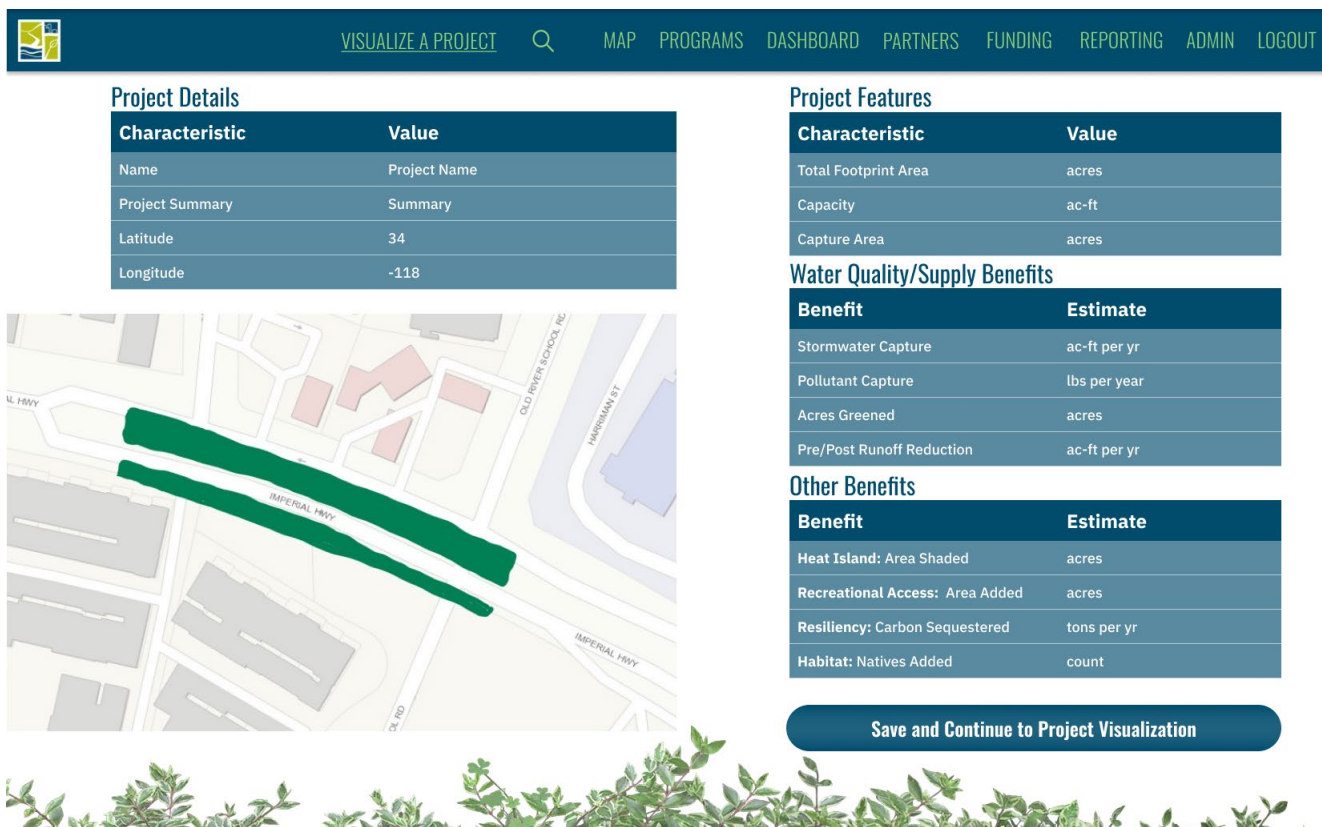 VISUALIZE A PROJECT MAP PROGRAMS DASHBOARD PARTNERS FUNDING REPORTING ADMIN LOGOUT
Project Details
Characteristic Value
Name Project Name
Project Summary Summary
Latitude 34
Longitude -118
AL HWY
OLD RIVER SCHOOL RD
HARRIMAN ST
IMPERIAL HWY
IMPERIAL HWY
OL RD
Project Features
Characteristic Value
Total Footprint Area acres
Capacity ac-ft
Capture Area acres
Water Quality/Supply Benefits
Benefit Estimate
Stormwater Capture ac-ft per yr
Pollutant Capture lbs per year
Acres Greened acres
Pre/Post Runoff Reduction ac-ft per yr
Other Benefits
Benefit Estimate
Heat Island: Area Shaded acres
Recreational Access: Area Added acres
Resiliency: Carbon Sequestered tons per yr
Habitat: Natives Added count
Save and Continue to Project Visualization